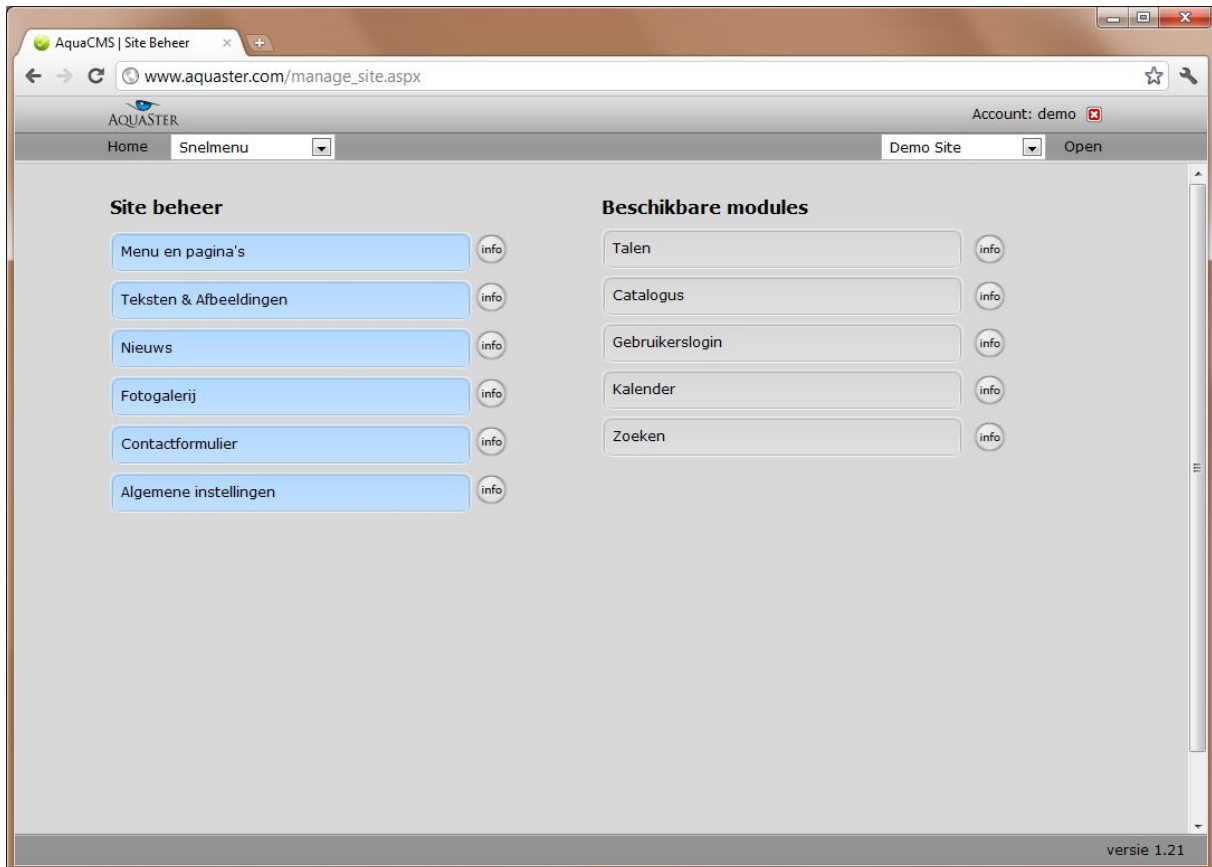 AquaCMS | Site Beheer
www.aquaster.com/manage_site.aspx
AQUASTER
Account: demo
Home
Snelmenu
Demo Site
Open
Site beheer
Menu en pagina's
info
Teksten & Afbeeldingen
info
Nieuws
info
Fotogalerij
info
Contactformulier
info
Algemene instellingen
info
Beschikbare modules
Talen
info
Catalogus
info
Gebruikerslogin
info
Kalender
info
Zoeken
info
versie 1.21